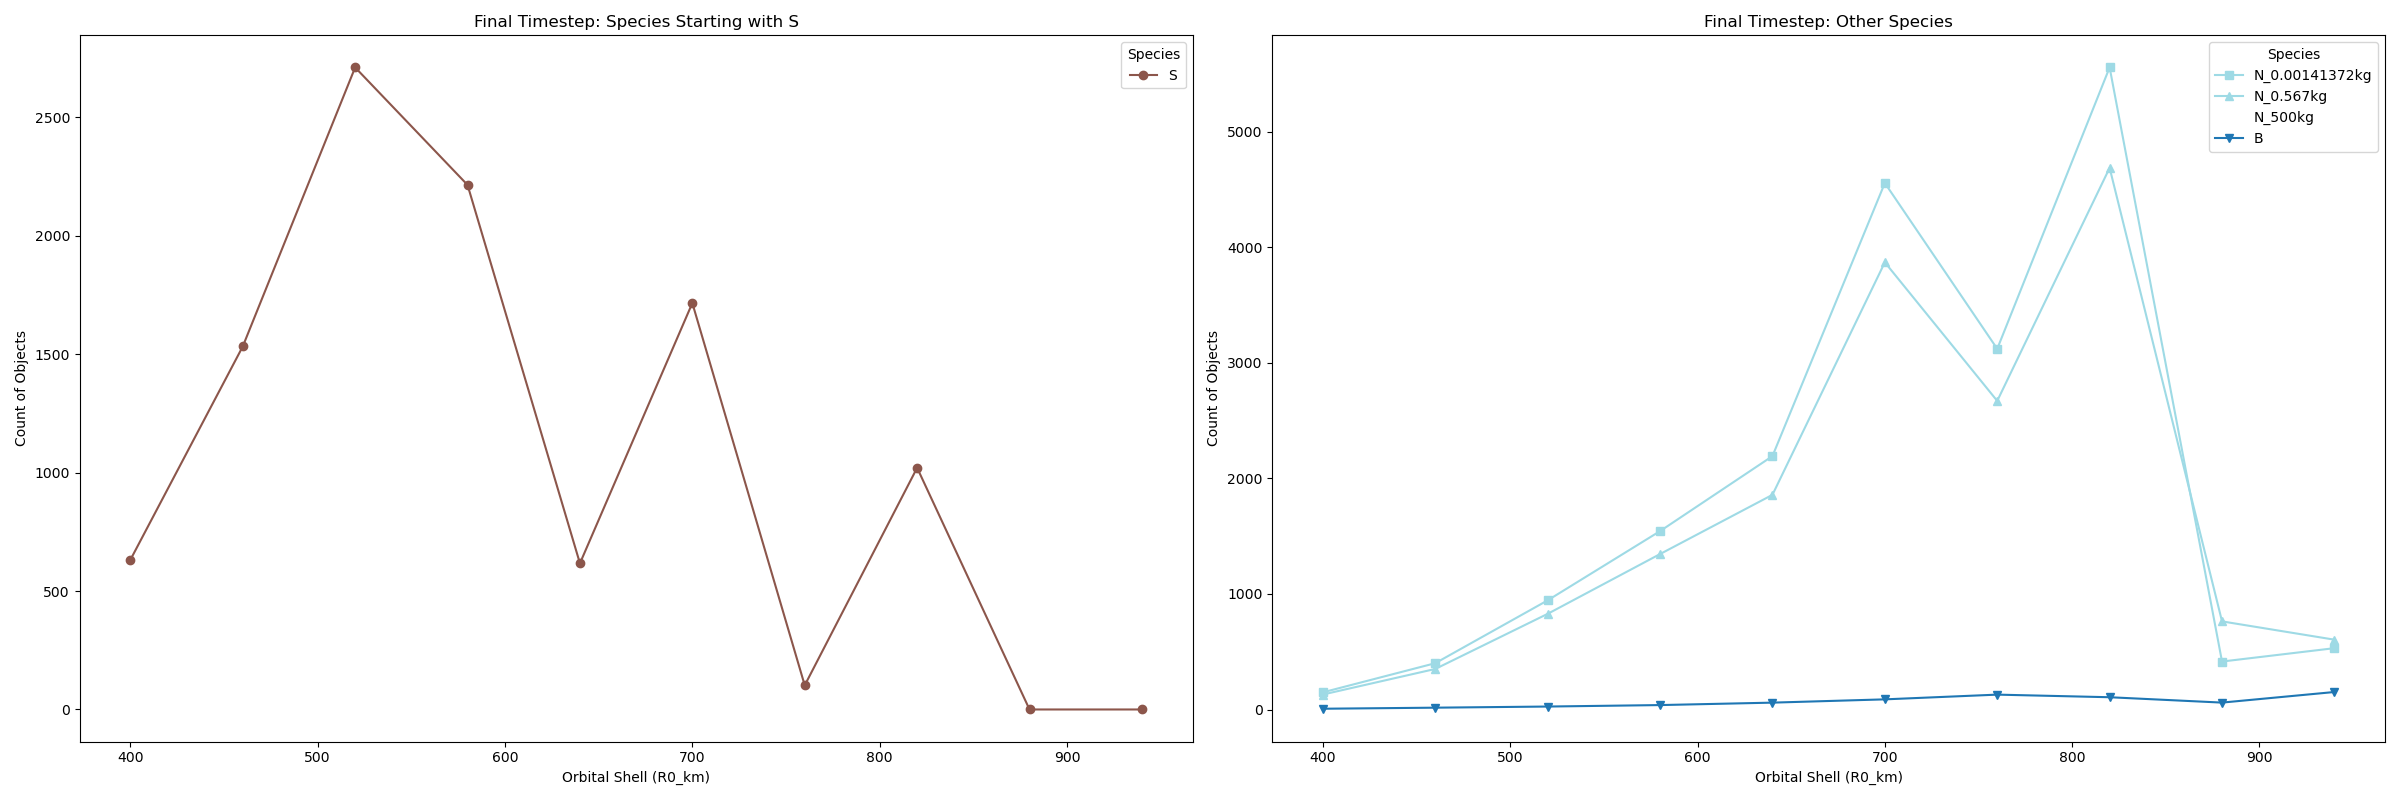 Final Timestep: Species Starting with S
Count of Objects
2500
2000
1500
1000
500
0
400
500
600
700
800
900
Orbital Shell (R0_km)
Species
S
Final Timestep: Other Species
Count of Objects
5000
4000
3000
2000
1000
0
400
500
600
700
800
900
Orbital Shell (R0_km)
Species
N_0.00141372kg
N_0.567kg
N_500kg
B